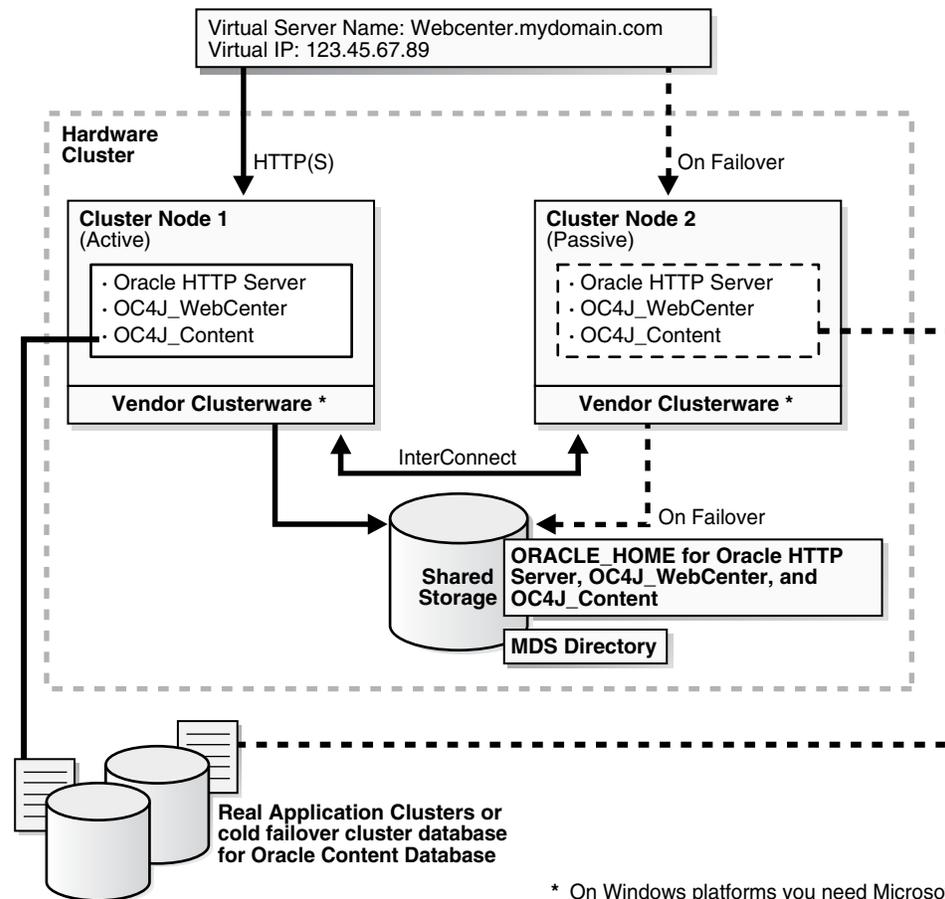 Virtual Server Name: Webcenter.mydomain.com
Virtual IP: 123.45.67.89
Hardware
Cluster
HTTP(S)
On Failover
Cluster Node 1
(Active)
· Oracle HTTP Server
· OC4J_WebCenter
· OC4J_Content
Vendor Clusterware *
Cluster Node 2
(Passive)
· Oracle HTTP Server
· OC4J_WebCenter
· OC4J_Content
Vendor Clusterware *
InterConnect
On Failover
Shared
Storage
ORACLE_HOME for Oracle HTTP
Server, OC4J_WebCenter, and
OC4J_Content
MDS Directory
Real Application Clusters or
cold failover cluster database
for Oracle Content Database
* On Windows platforms you need